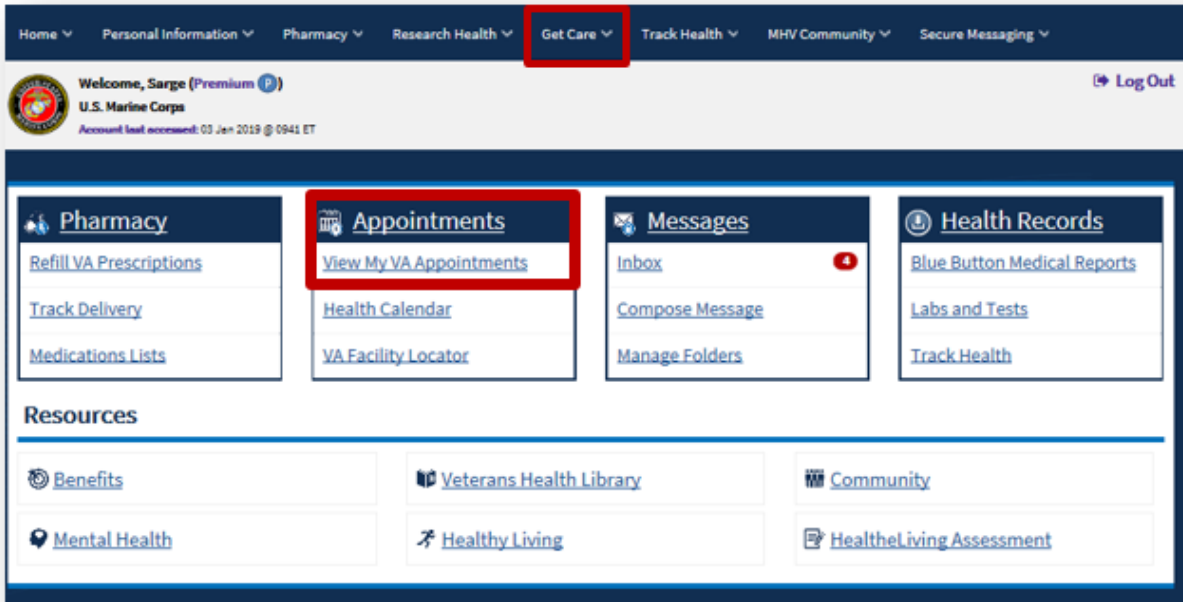 Home Personal Information Pharmacy Research Health Get Care Track Health MHV Community Secure Messaging
Welcome, Sarge (Premium P)
Log Out
U.S. Marine Corps
Account last accessed: 03 Jan 2019 @ 0941 ET
Pharmacy
Refill VA Prescriptions
Track Delivery
Medications Lists
Appointments
View My VA Appointments
Health Calendar
VA Facility Locator
Messages
Inbox 4
Compose Message
Manage Folders
Health Records
Blue Button Medical Reports
Labs and Tests
Track Health
Resources
Benefits Veterans Health Library Community
Mental Health Healthy Living HealtheLiving Assessment